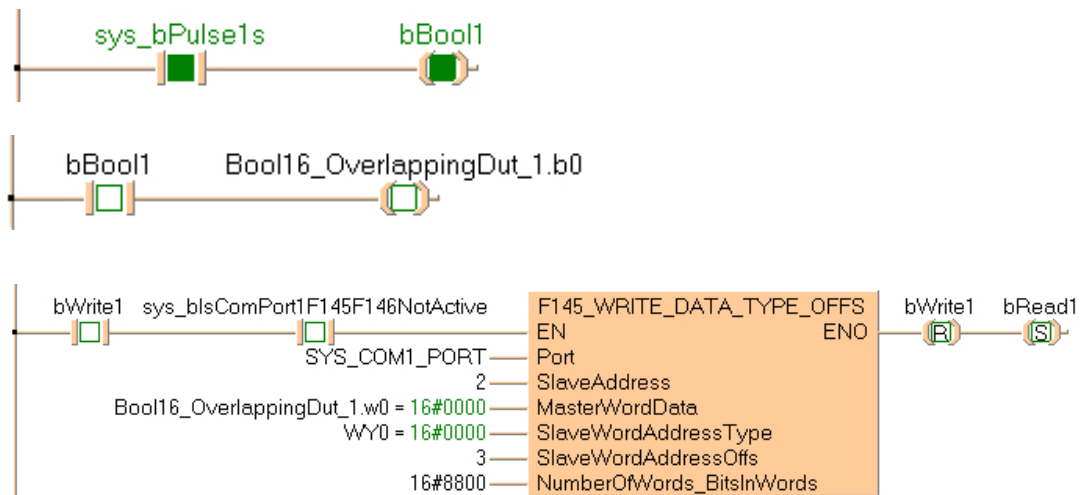 sys_bPulse1s bBool1
bBool1 Bool16_OverlappingDut_1.b0
bWrite1 sys_bIsComPort1F145F146NotActive F145_WRITE_DATA_TYPE_OFFS bWrite1 bRead1
EN ENO R S
SYS_COM1_PORT Port
2 SlaveAddress
Bool16_OverlappingDut_1.w0 = 16#0000 MasterWordData
WY0 = 16#0000 SlaveWordAddressType
3 SlaveWordAddressOffs
16#8800 NumberOfWords_BitsInWords